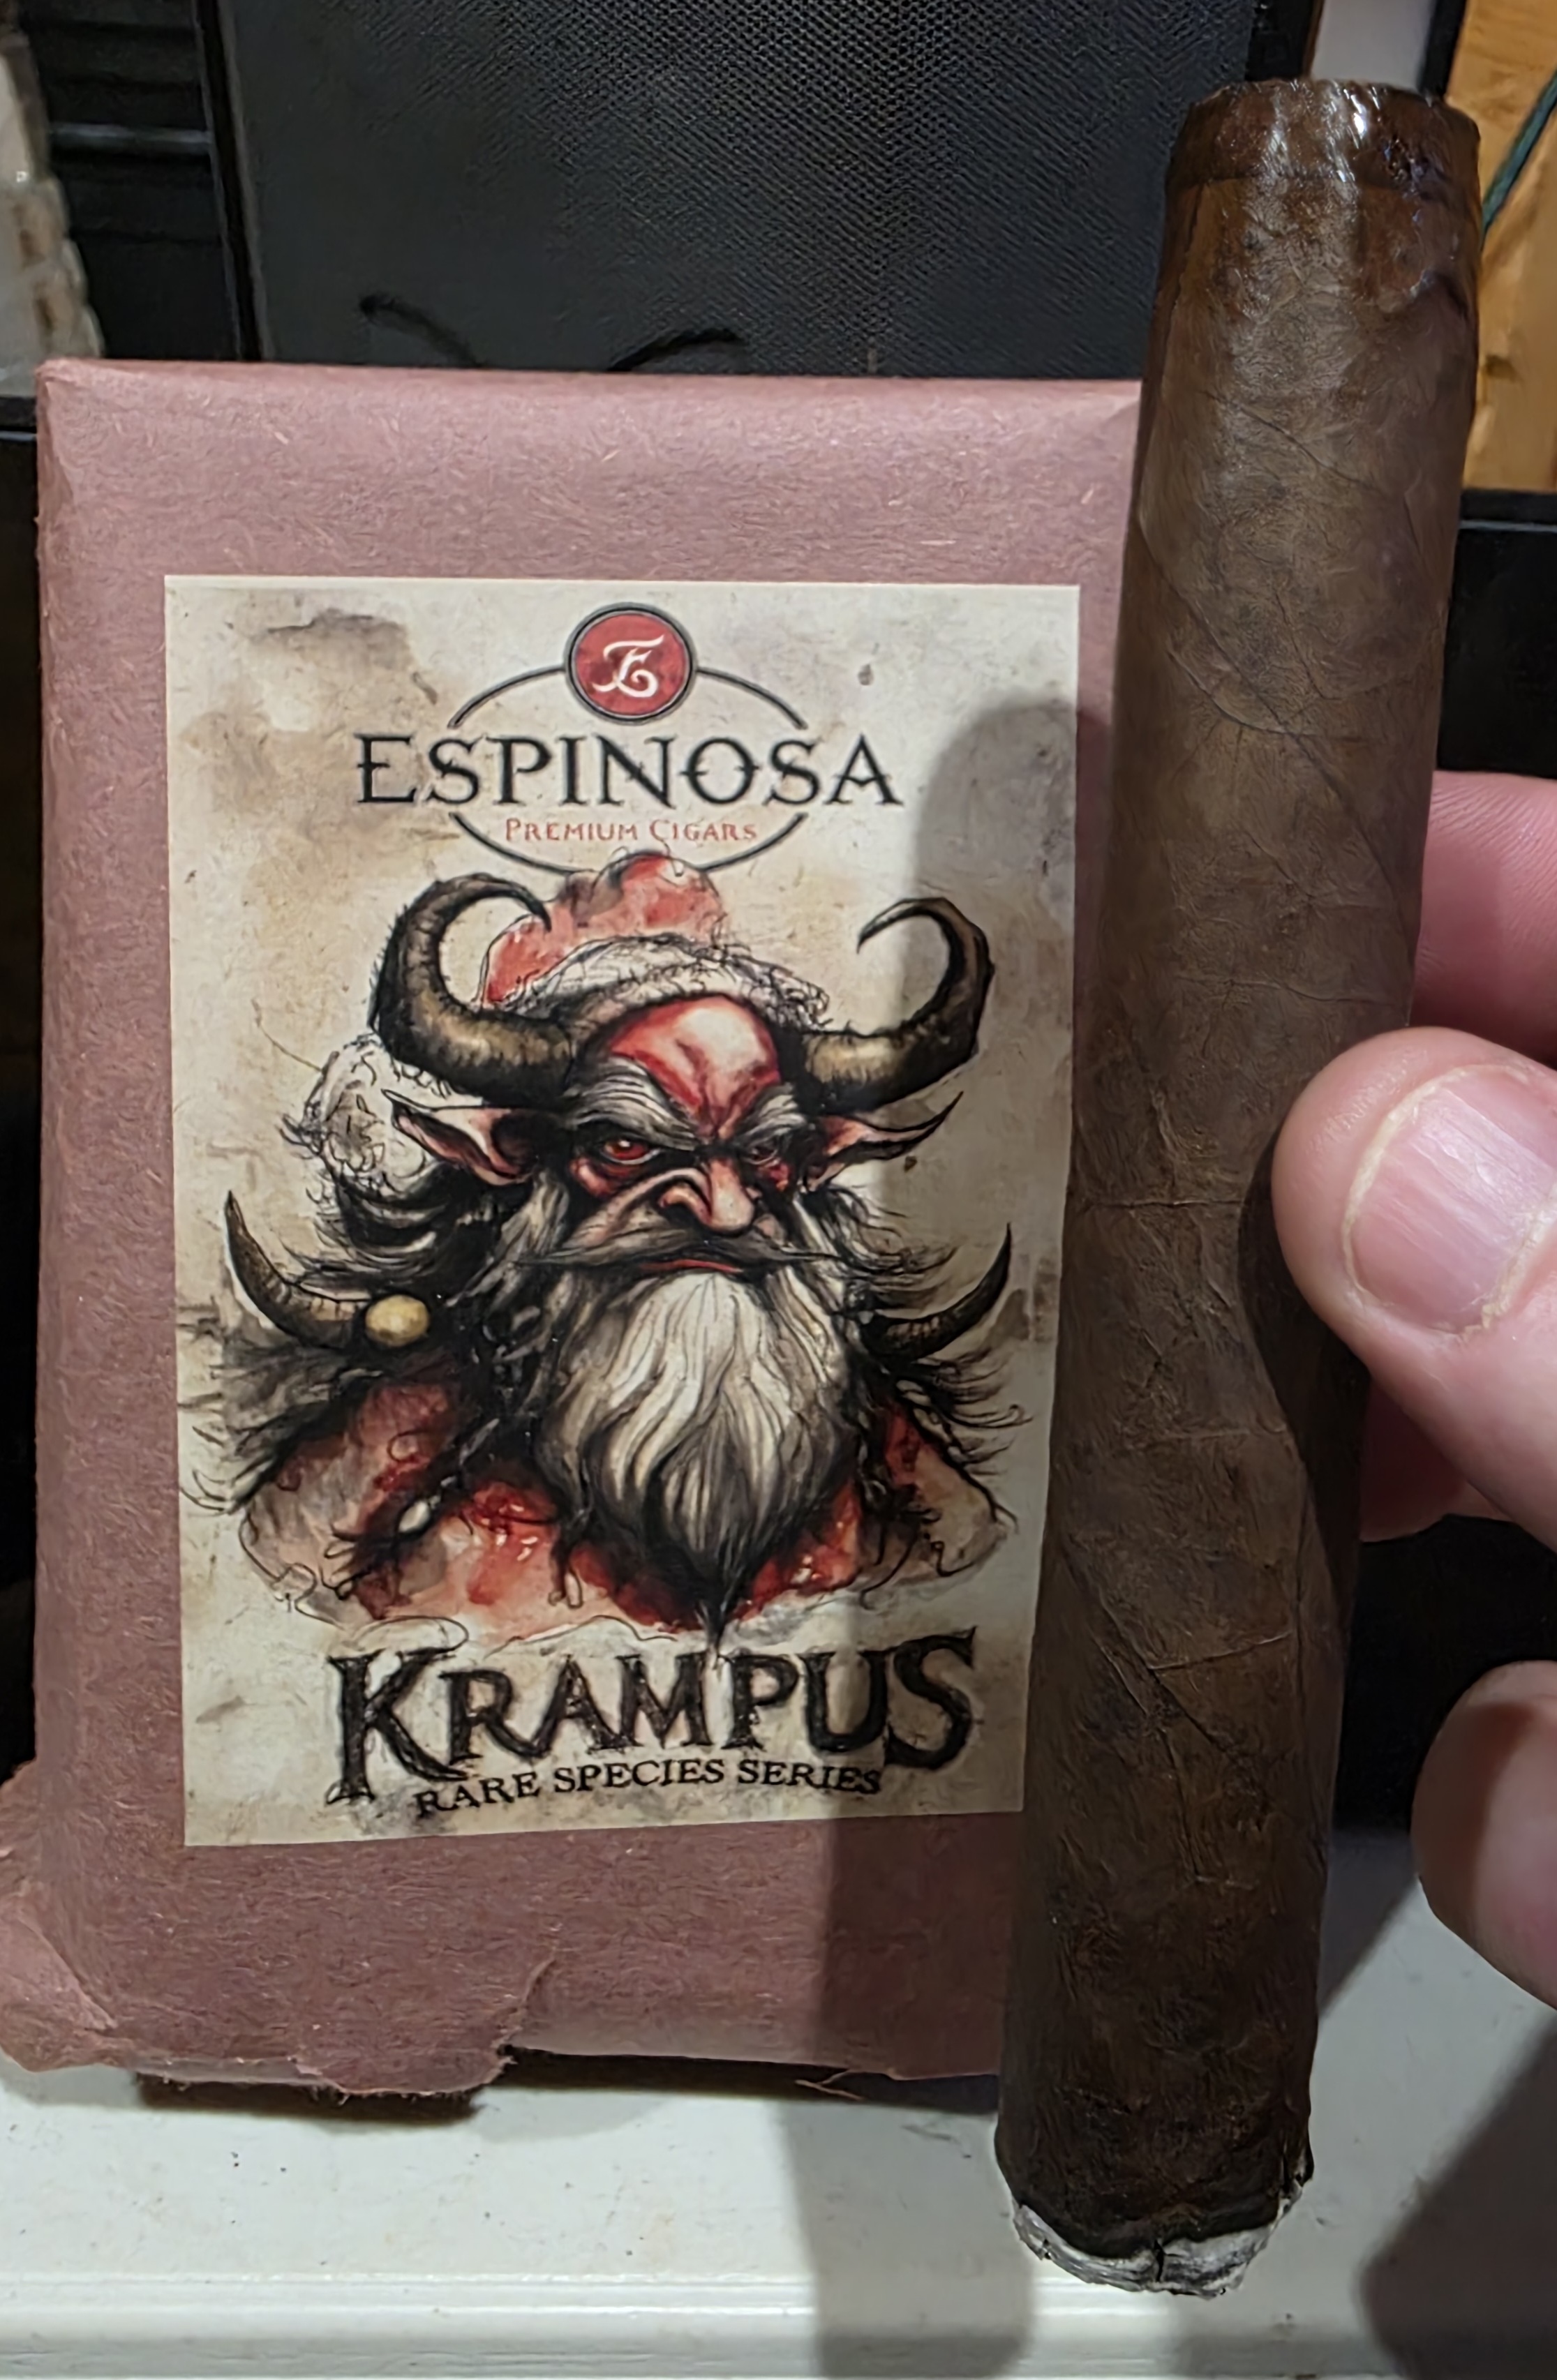 E
ESPINOSA
PREMIUM CIGARS
KRAMPUS
RARE SPECIES SERIES